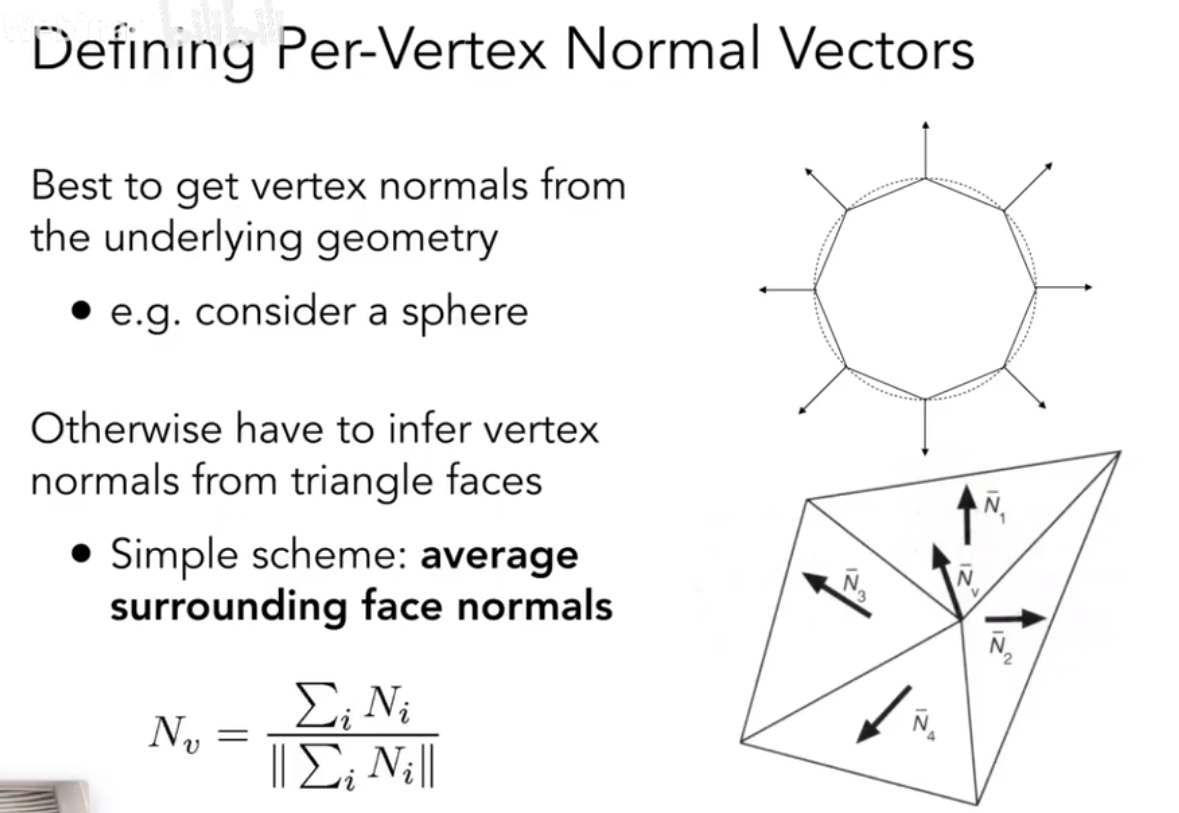 Webinar bilibili
Defining Per-Vertex Normal Vectors
Best to get vertex normals from
the underlying geometry
• e.g. consider a sphere
Otherwise have to infer vertex
normals from triangle faces
• Simple scheme: average
surrounding face normals
N_v = ∑_i N_i / ‖ ∑_i N_i ‖
N̄_1
N̄_3
N̄_v
N̄_2
N̄_4